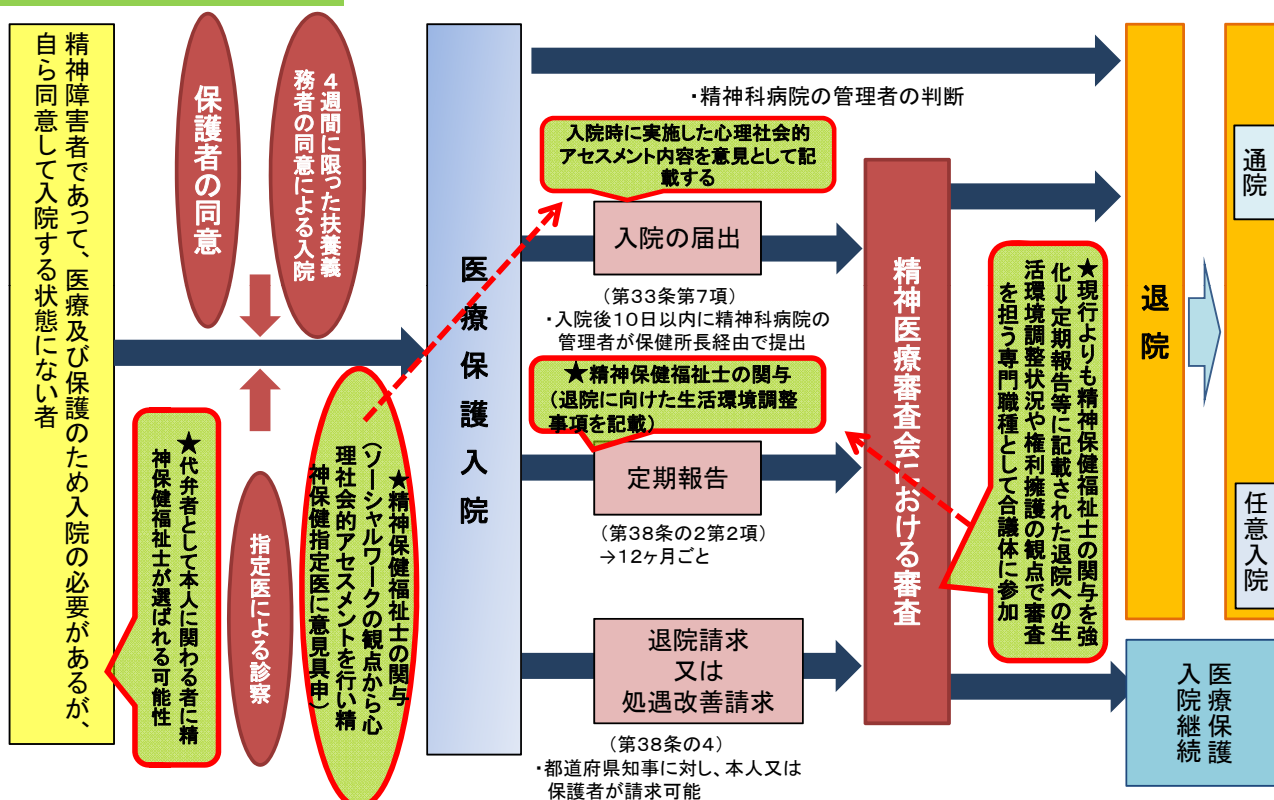 精神障害者であって、医療及び保護のため入院の必要があるが、
自ら同意して入院する状態にない者
保護者の同意
4週間に限った扶養義
務者の同意による入院
★代弁者として本人に関わる者に精
神保健福祉士が選ばれる可能性
指定医による診察
★精神保健福祉士の関与
(ソーシャルワークの観点から心
理社会的アセスメントを行い精
神保健指定医に意見具申)
医療保護入院
・精神科病院の管理者の判断
入院時に実施した心理社会的
アセスメント内容を意見として記
載する
入院の届出
(第33条第7項)
・入院後10日以内に精神科病院の
管理者が保健所長経由で提出
★精神保健福祉士の関与
(退院に向けた生活環境調整
事項を記載)
定期報告
(第38条の2第2項)
→12ヶ月ごと
退院請求
又は
処遇改善請求
(第38条の4)
・都道府県知事に対し、本人又は
保護者が請求可能
精神医療審査会における審査
★現行よりも精神保健福祉士の関与を強
化⇒定期報告等に記載された退院への生
活環境調整状況や権利擁護の観点で審査
を担う専門職種として合議体に参加
退院
通院
任意入院
医療保護
入院継続